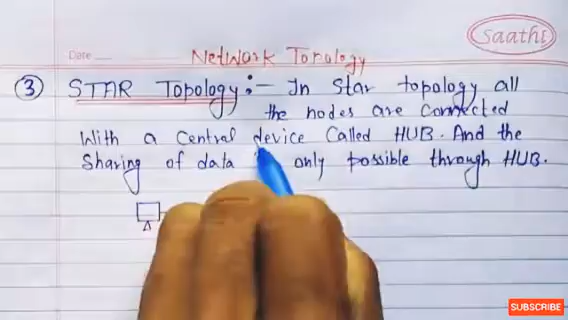 Saathi
Date
Network Topology
③ STAR Topology:- In Star topology all
the nodes are connected
With a Central device Called HUB. And the
Sharing of data only possible through HUB.
SUBSCRIBE